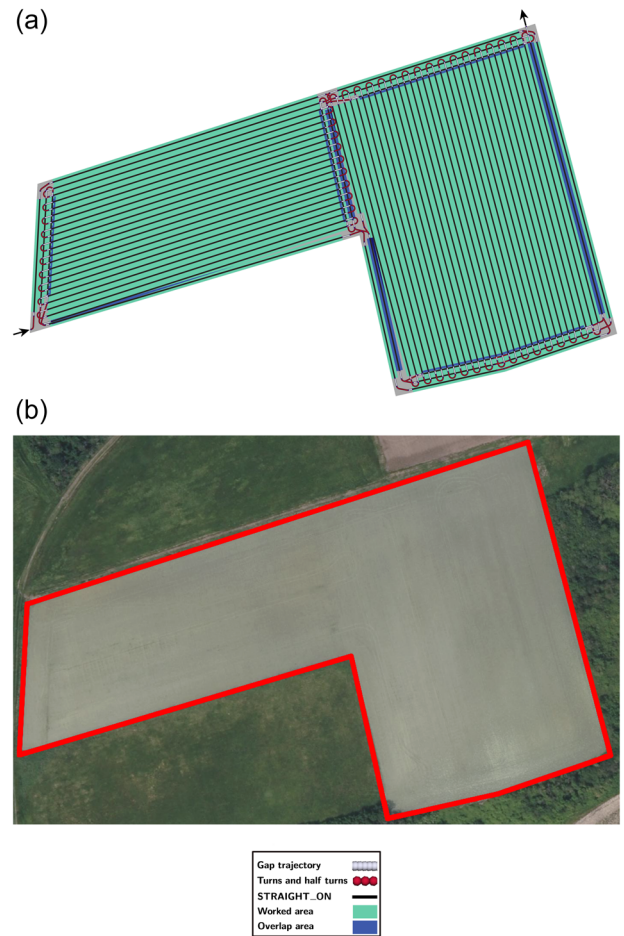 (a)
(b)
Gap trajectory
Turns and half turns
STRAIGHT_ON
Worked area
Overlap area